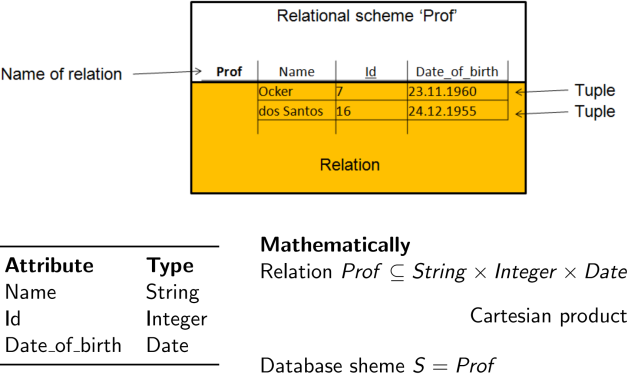 Relational scheme ‘Prof’
Name of relation
Prof Name Id Date_of_birth
Ocker 7 23.11.1960 Tuple
dos Santos 16 24.12.1955 Tuple
Relation
Attribute Type
Name String
Id Integer
Date_of_birth Date
Mathematically
Relation Prof ⊆ String × Integer × Date
Cartesian product
Database sheme S = Prof